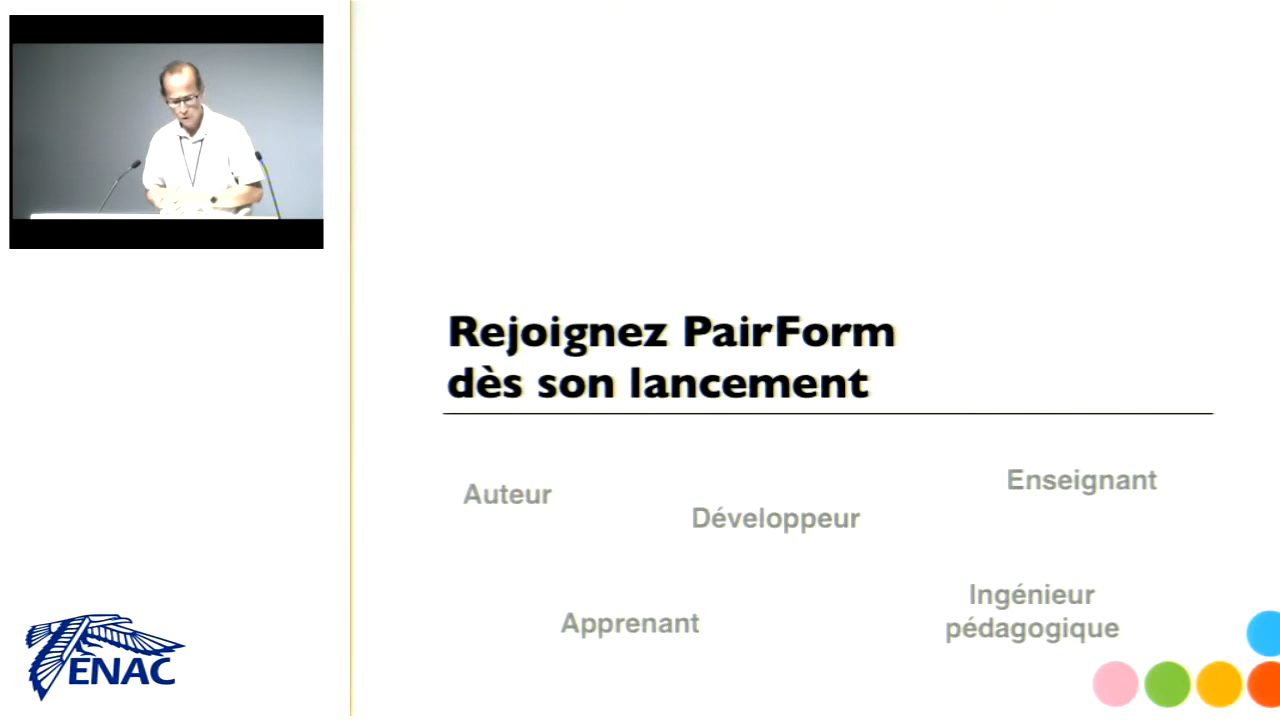 Rejoignez PairForm
dès son lancement
Enseignant
Auteur
Développeur
Ingénieur
pédagogique
Apprenant
ENAC